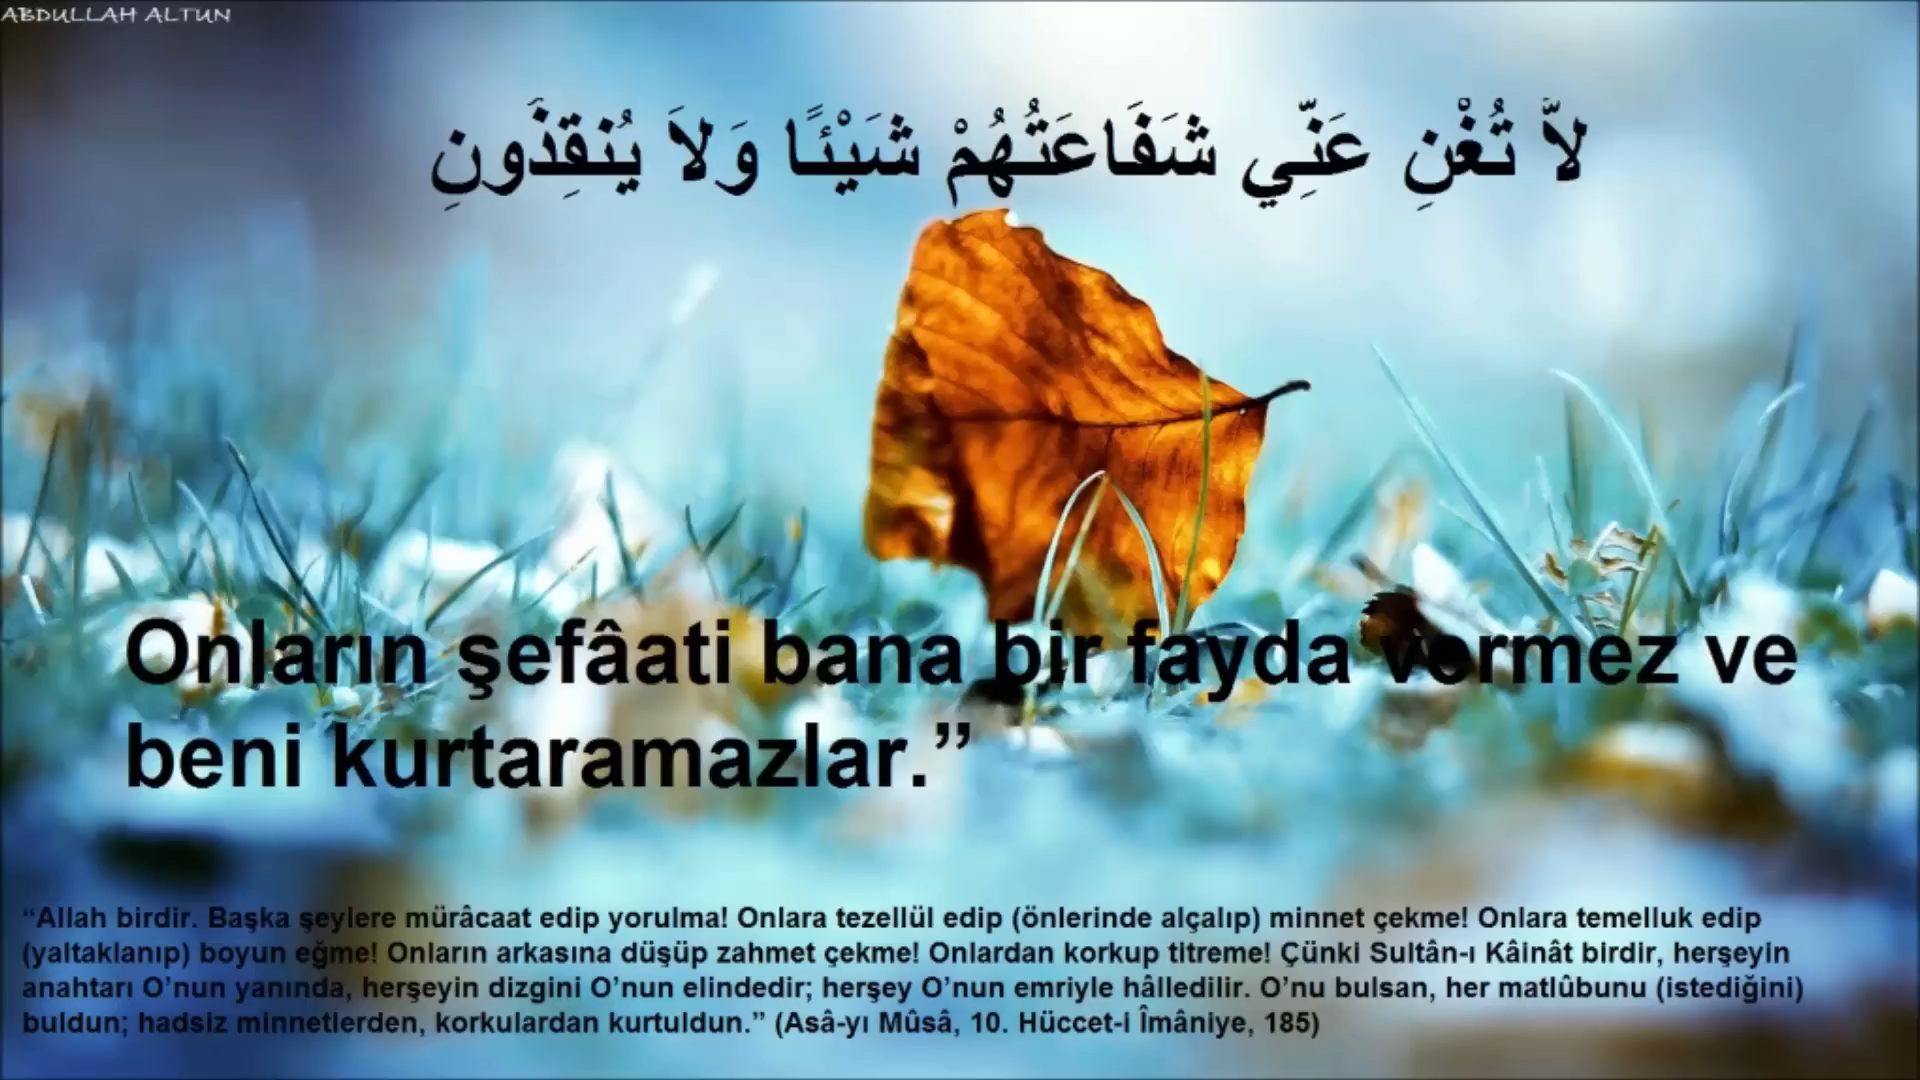 ABDULLAH ALTUN
لاَّ تُغْنِ عَنِّي شَفَاعَتُهُمْ شَيْئًا وَلاَ يُنقِذُونِ
Onların şefâati bana bir fayda vermez ve
beni kurtaramazlar.”
“Allah birdir. Başka şeylere mürâcaat edip yorulma! Onlara tezellül edip (önlerinde alçalıp) minnet çekme! Onlara temelluk edip
(yaltaklanıp) boyun eğme! Onların arkasına düşüp zahmet çekme! Onlardan korkup titreme! Çünki Sultân-ı Kâinât birdir, herşeyin
anahtarı O’nun yanında, herşeyin dizgini O’nun elindedir; herşey O’nun emriyle hâlledilir. O’nu bulsan, her matlûbunu (istediğini)
buldun; hadsiz minnetlerden, korkulardan kurtuldun.” (Asâ-yı Mûsâ, 10. Hüccet-i Îmâniye, 185)